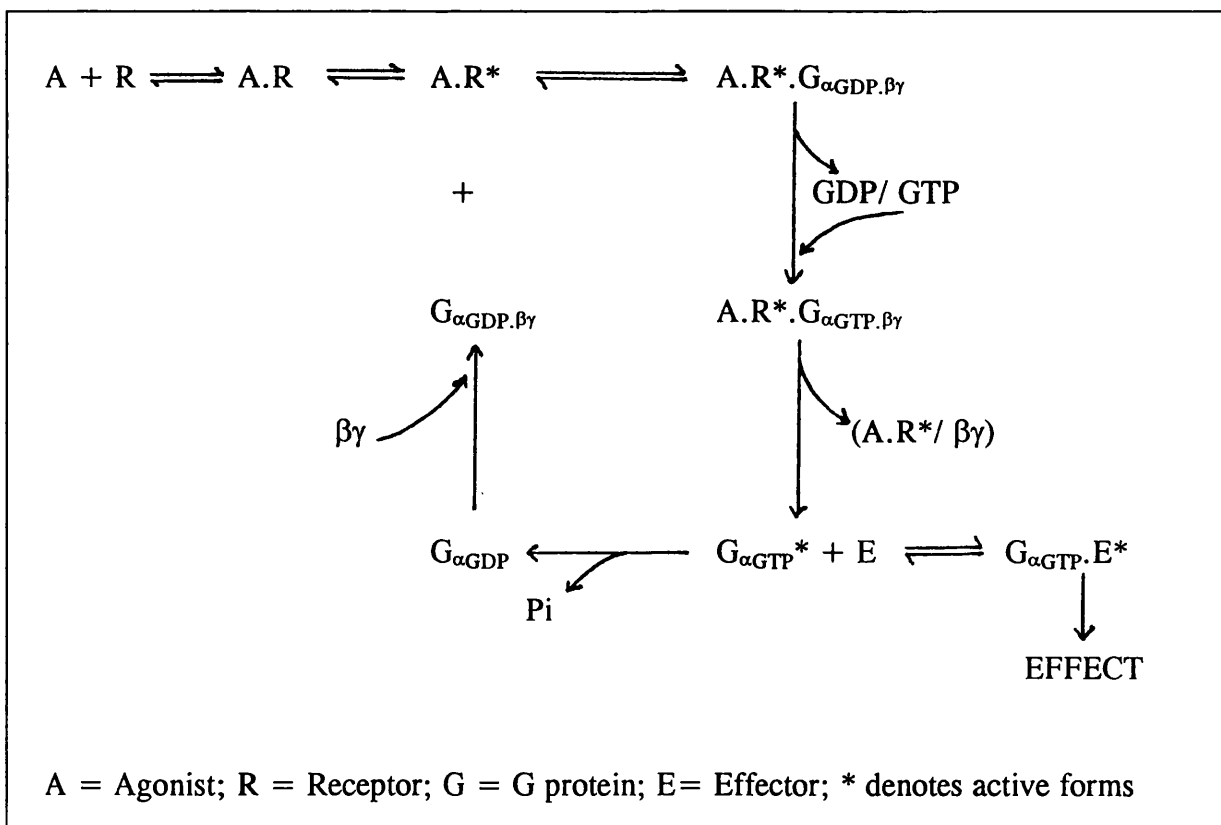 A + R ⇌ A.R ⇌ A.R* ⇌ A.R*.GαGDP.βγ
+
GDP/ GTP
GαGDP.βγ
A.R*.GαGTP.βγ
βγ
(A.R*/ βγ)
GαGDP ← GαGTP* + E ⇌ GαGTP.E*
Pi
EFFECT
A = Agonist; R = Receptor; G = G protein; E= Effector; * denotes active forms